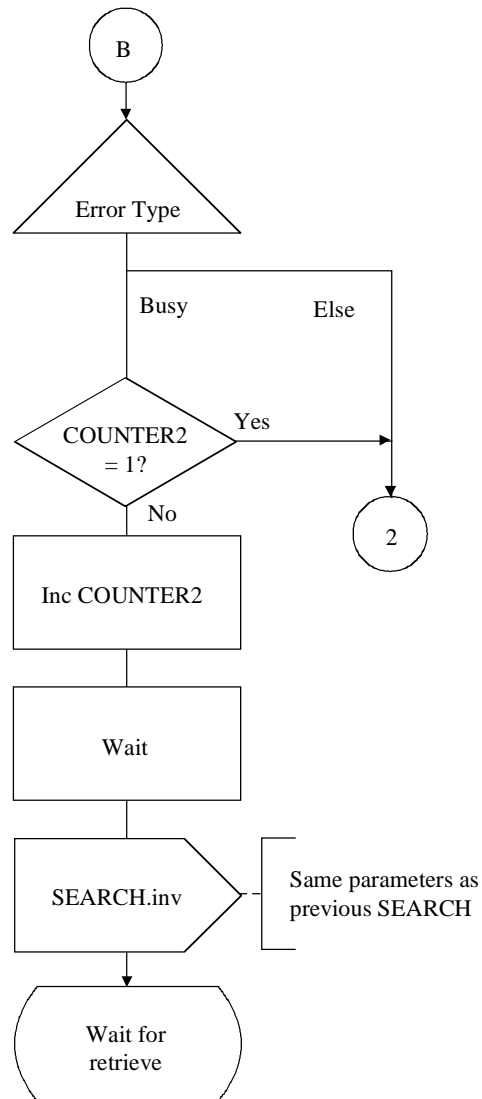 B
Error Type
Busy
Else
COUNTER2
= 1?
Yes
No
2
Inc COUNTER2
Wait
SEARCH.inv
Same parameters as
previous SEARCH
Wait for
retrieve